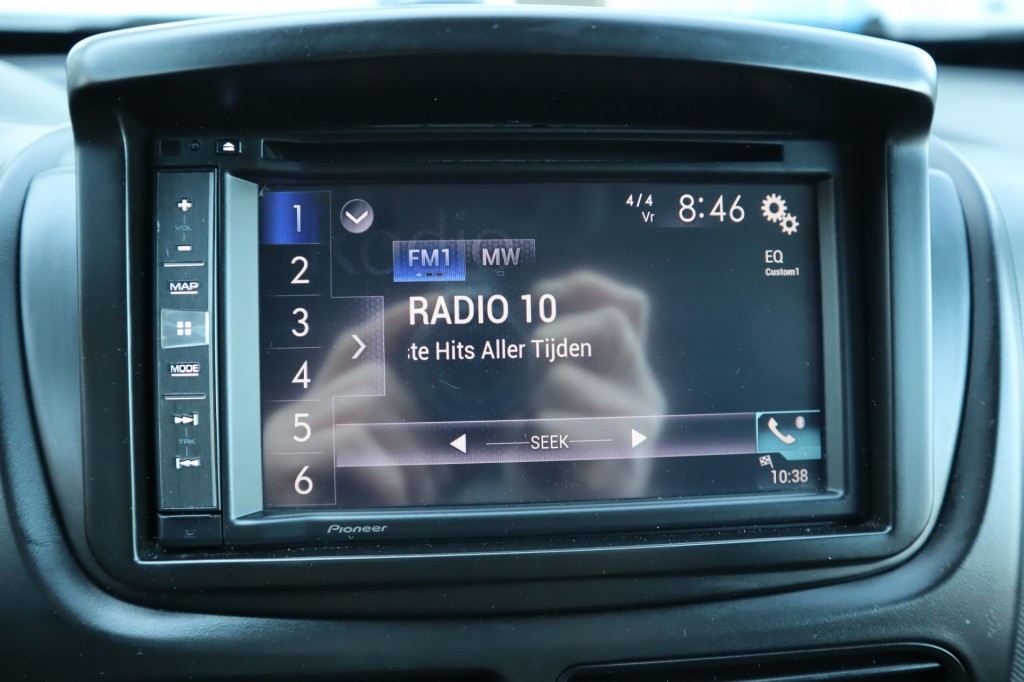 4/4
Vr
8:46
EQ
Custom1
1
2
3
4
5
6
FM1 MW
RADIO 10
te Hits Aller Tijden
SEEK
10:38
+
VOL
-
MAP
MODE
TRK
Pioneer